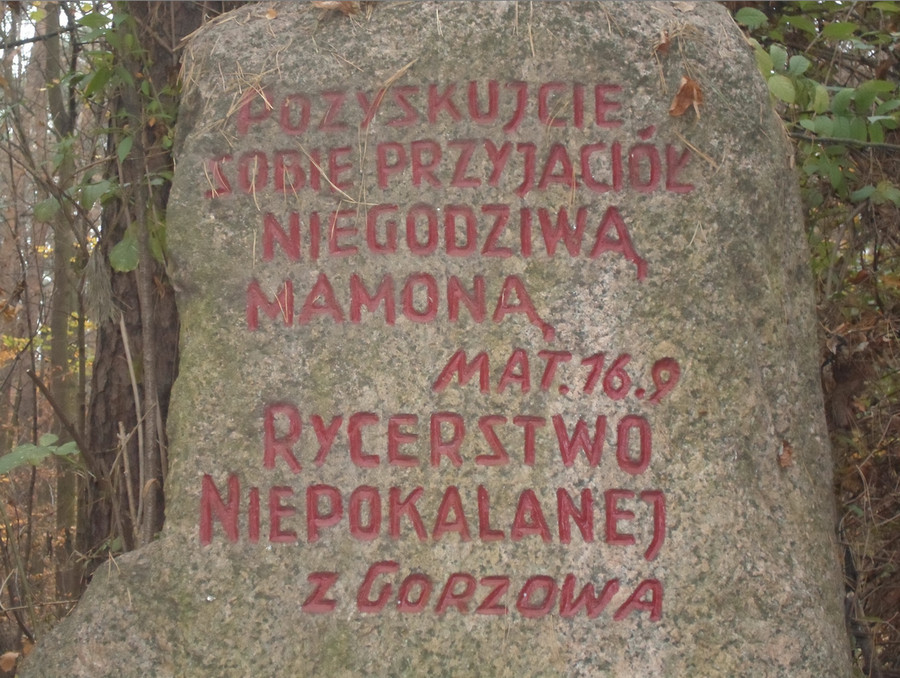 POZYSKUJCIE
SOBIE PRZYJACIÓŁ
NIEGODZIWĄ
MAMONĄ
MAT. 16.9
RYCERSTWO
NIEPOKALANEJ
Z GORZOWA